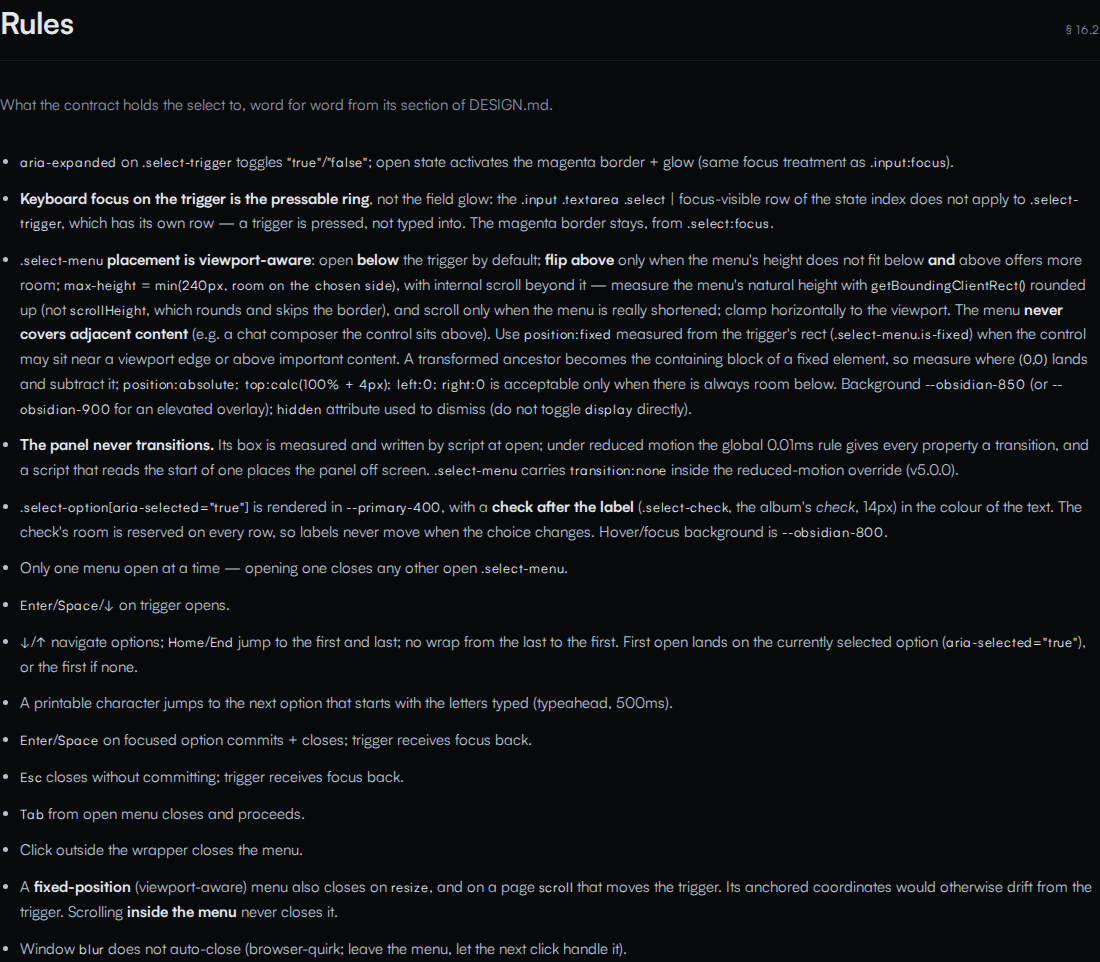 Rules
§ 16.2
What the contract holds the select to, word for word from its section of DESIGN.md.
aria-expanded on .select-trigger toggles "true"/"false"; open state activates the magenta border + glow (same focus treatment as .input:focus).
Keyboard focus on the trigger is the pressable ring, not the field glow: the .input .textarea .select | focus-visible row of the state index does not apply to .select-
trigger, which has its own row — a trigger is pressed, not typed into. The magenta border stays, from .select:focus.
.select-menu placement is viewport-aware: open below the trigger by default; flip above only when the menu's height does not fit below and above offers more
room; max-height = min(240px, room on the chosen side), with internal scroll beyond it — measure the menu's natural height with getBoundingClientRect() rounded
up (not scrollHeight, which rounds and skips the border), and scroll only when the menu is really shortened; clamp horizontally to the viewport. The menu never
covers adjacent content (e.g. a chat composer the control sits above). Use position:fixed measured from the trigger's rect (.select-menu.is-fixed) when the control
may sit near a viewport edge or above important content. A transformed ancestor becomes the containing block of a fixed element, so measure where (0,0) lands
and subtract it; position:absolute; top:calc(100% + 4px); left:0; right:0 is acceptable only when there is always room below. Background --obsidian-850 (or --
obsidian-900 for an elevated overlay); hidden attribute used to dismiss (do not toggle display directly).
The panel never transitions. Its box is measured and written by script at open; under reduced motion the global 0.01ms rule gives every property a transition, and
a script that reads the start of one places the panel off screen. .select-menu carries transition:none inside the reduced-motion override (v5.0.0).
.select-option[aria-selected="true"] is rendered in --primary-400, with a check after the label (.select-check, the album's check, 14px) in the colour of the text. The
check's room is reserved on every row, so labels never move when the choice changes. Hover/focus background is --obsidian-800.
Only one menu open at a time — opening one closes any other open .select-menu.
Enter/Space/↓ on trigger opens.
↓/↑ navigate options; Home/End jump to the first and last; no wrap from the last to the first. First open lands on the currently selected option (aria-selected="true"),
or the first if none.
A printable character jumps to the next option that starts with the letters typed (typeahead, 500ms).
Enter/Space on focused option commits + closes; trigger receives focus back.
Esc closes without committing; trigger receives focus back.
Tab from open menu closes and proceeds.
Click outside the wrapper closes the menu.
A fixed-position (viewport-aware) menu also closes on resize, and on a page scroll that moves the trigger. Its anchored coordinates would otherwise drift from the
trigger. Scrolling inside the menu never closes it.
Window blur does not auto-close (browser-quirk; leave the menu, let the next click handle it).